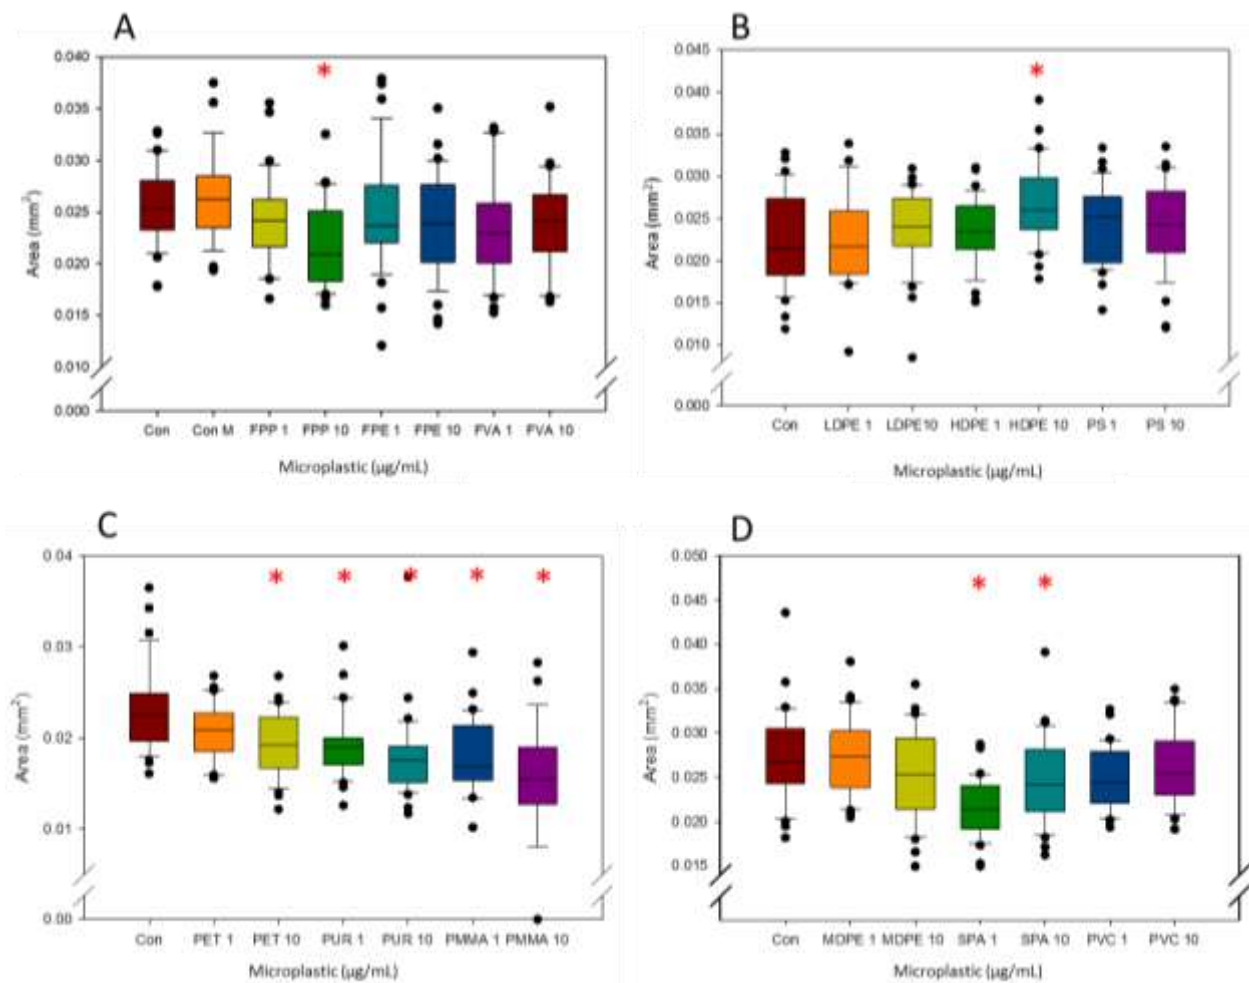 A
0.040
0.035
0.030
0.025
0.020
0.015
0.010
0.000
Area (mm²)
*
Con Con M FPP 1 FPP 10 FPE 1 FPE 10 FVA 1 FVA 10
Microplastic (µg/mL)
B
0.045
0.040
0.035
0.030
0.025
0.020
0.015
0.010
0.000
Area (mm²)
*
Con LDPE 1 LDPE10 HDPE 1 HDPE 10 PS 1 PS 10
Microplastic (µg/mL)
C
0.04
0.03
0.02
0.01
0.00
Area (mm²)
* * * * *
Con PET 1 PET 10 PUR 1 PUR 10 PMMA 1 PMMA 10
Microplastic (µg/mL)
D
0.050
0.045
0.040
0.035
0.030
0.025
0.020
0.015
Area (mm²)
* *
Con MDPE 1 MDPE 10 SPA 1 SPA 10 PVC 1 PVC 10
Microplastic (µg/mL)